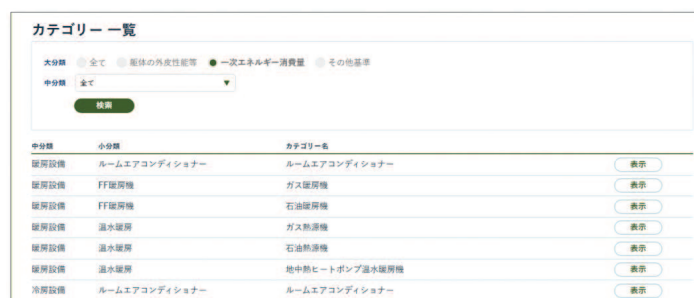 カテゴリー 一覧
大分類 全て 躯体の外皮性能等 一次エネルギー消費量 その他基準
中分類 全て ▼
検索
中分類 小分類 カテゴリー名
暖房設備 ルームエアコンディショナー ルームエアコンディショナー 表示
暖房設備 FF暖房機 ガス暖房機 表示
暖房設備 FF暖房機 石油暖房機 表示
暖房設備 温水暖房 ガス熱源機 表示
暖房設備 温水暖房 石油熱源機 表示
暖房設備 温水暖房 地中熱ヒートポンプ温水暖房機 表示
冷房設備 ルームエアコンディショナー ルームエアコンディショナー 表示